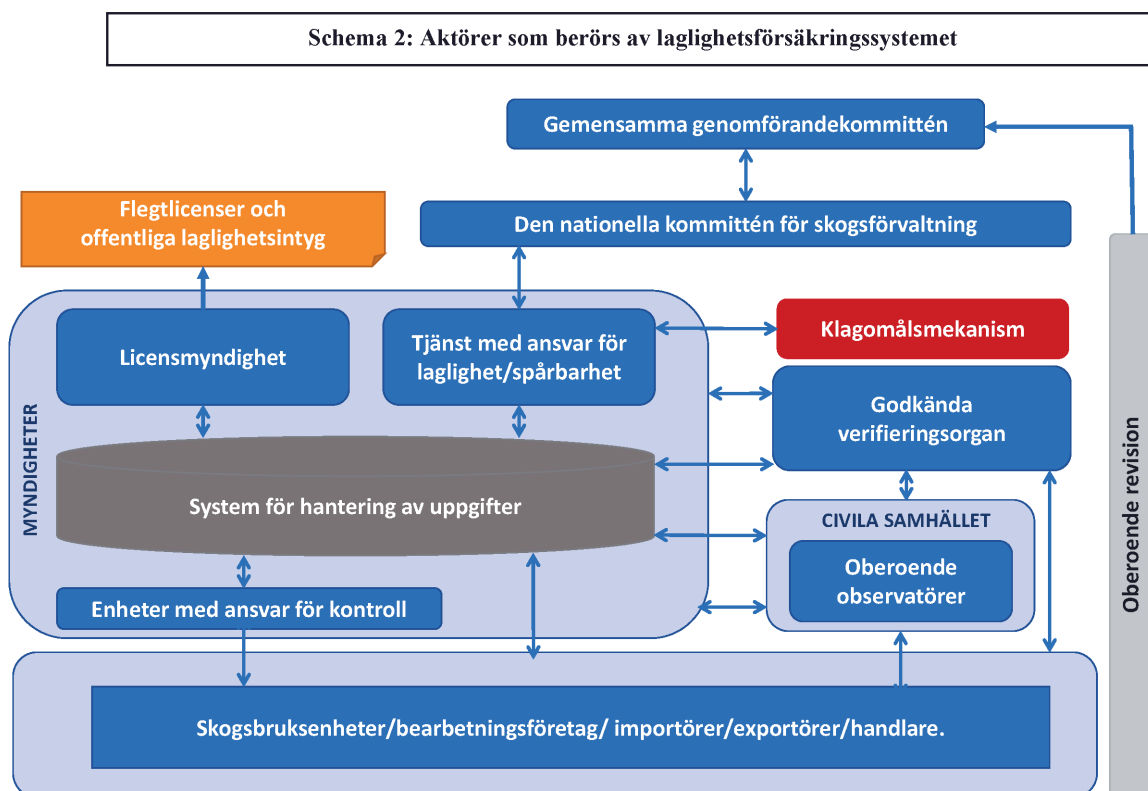 Schema 2: Aktörer som berörs av laglighetsförsäkringssystemet
Gemensamma genomförandekommittén
Flegtlicenser och
offentliga laglighetsintyg
Den nationella kommittén för skogsförvaltning
Licensmyndighet
Tjänst med ansvar för
laglighet/spårbarhet
Klagomålsmekanism
Godkända
verifieringsorgan
MYNDIGHETER
System för hantering av uppgifter
CIVILA SAMHÄLLET
Oberoende
observatörer
Enheter med ansvar för kontroll
Oberoende revision
Skogsbruksenheter/bearbetningsföretag/ importörer/exportörer/handlare.